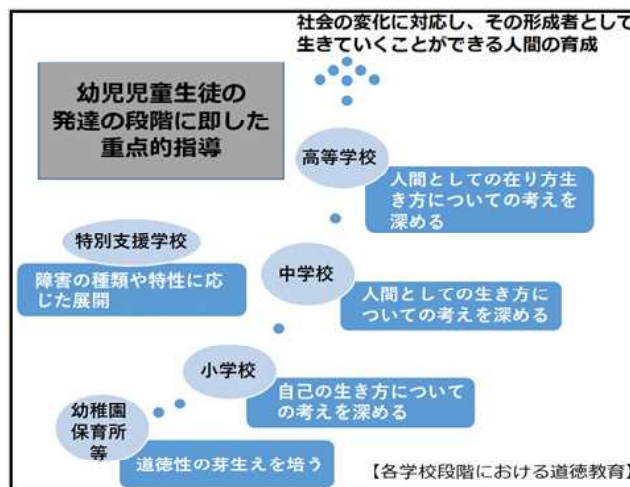 社会の変化に対応し、その形成者として
生きていくことができる人間の育成
幼児児童生徒の
発達の段階に即した
重点的指導
高等学校
人間としての在り方生
き方についての考えを
深める
特別支援学校
障害の種類や特性に応
じた展開
中学校
人間としての生き方に
ついての考えを深める
小学校
自己の生き方について
の考えを深める
幼稚園
保育所
等
道徳性の芽生えを培う
【各学校段階における道徳教育】